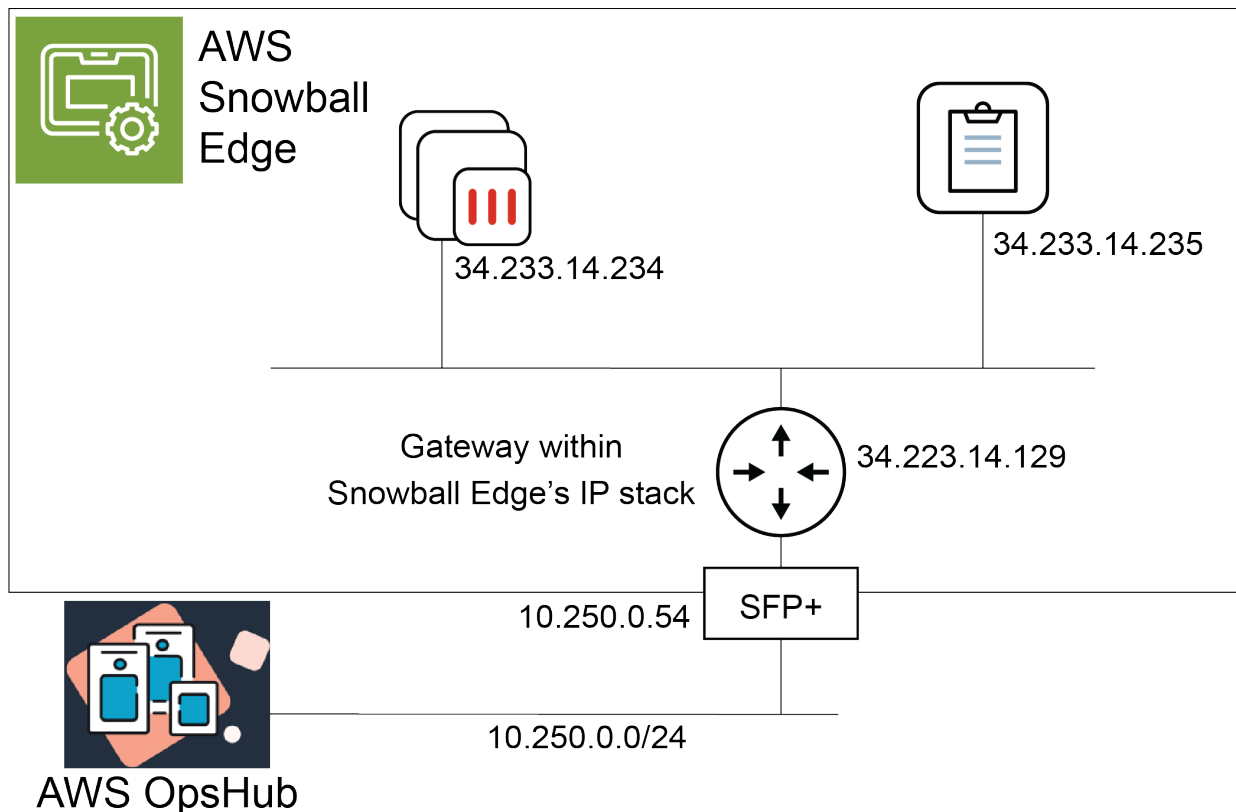 AWS
Snowball
Edge
34.233.14.234
34.233.14.235
Gateway within
Snowball Edge’s IP stack
34.223.14.129
SFP+
10.250.0.54
10.250.0.0/24
AWS OpsHub